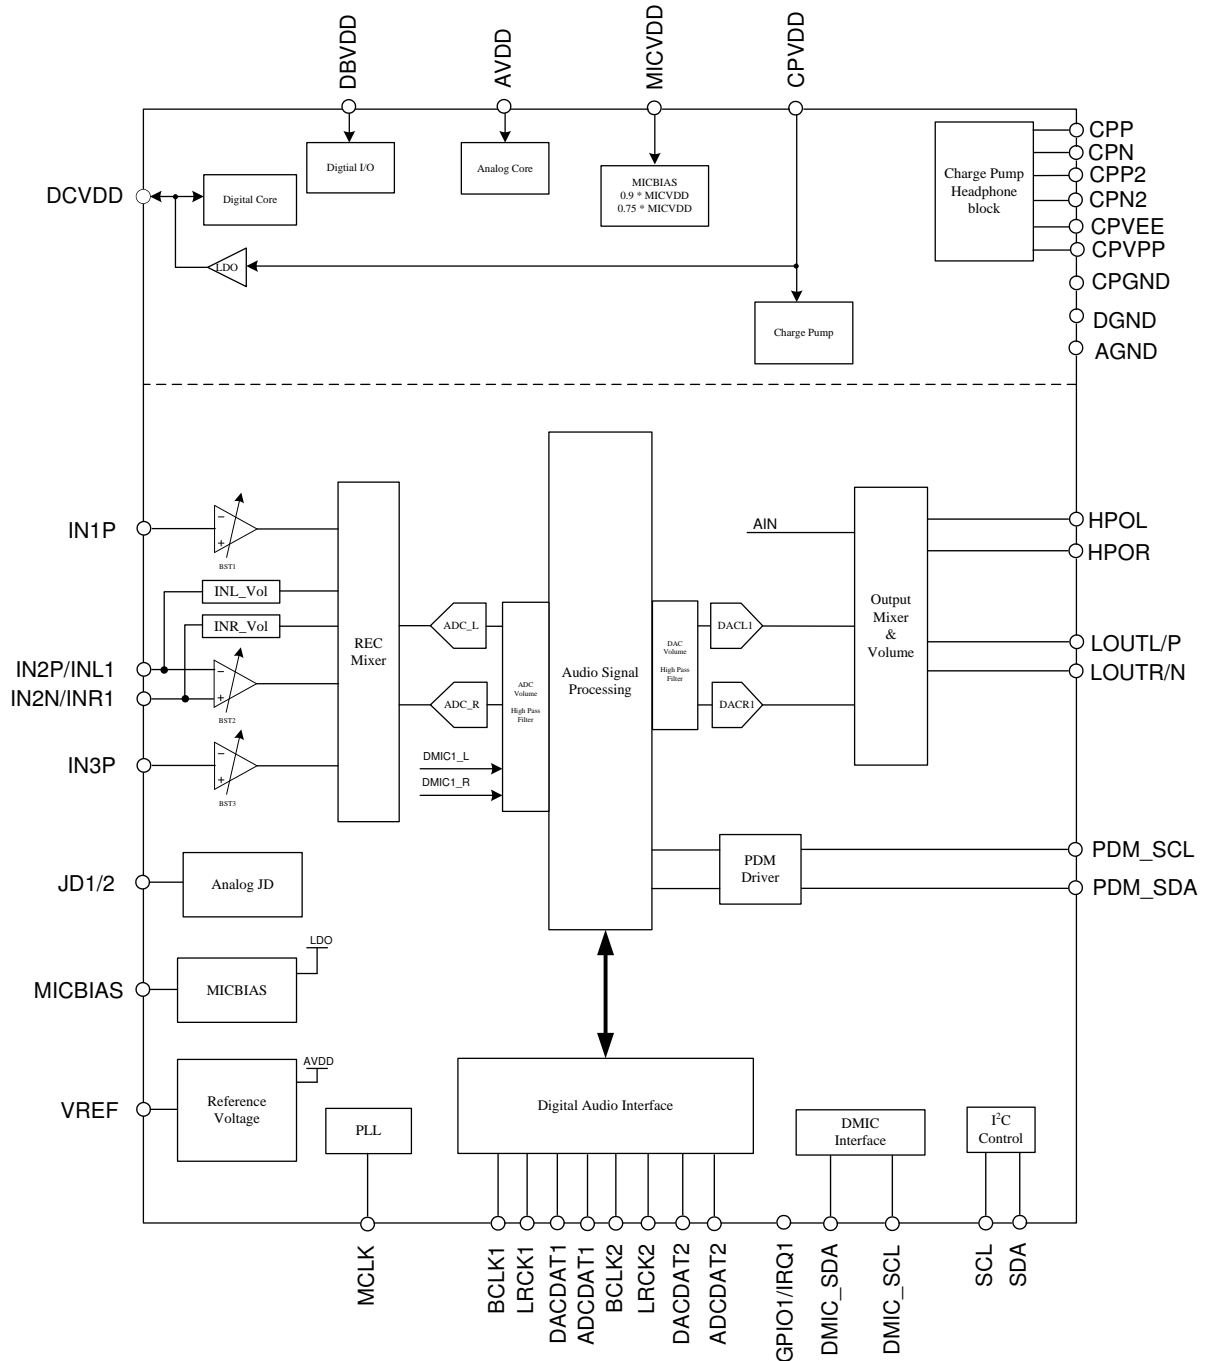 DBVDD
AVDD
MICVDD
CPVDD
DCVDD
Digital Core
Digtial I/O
Analog Core
MICBIAS
0.9 * MICVDD
0.75 * MICVDD
LDO
Charge Pump
Charge Pump
Headphone
block
CPP
CPN
CPP2
CPN2
CPVEE
CPVPP
CPGND
DGND
AGND
IN1P
BST1
INL_Vol
INR_Vol
IN2P/INL1
IN2N/INR1
BST2
IN3P
BST3
REC
Mixer
ADC_L
ADC_R
DMIC1_L
DMIC1_R
ADC
Volume
High Pass
Filter
Audio Signal
Processing
DAC
Volume
High Pass
Filter
DACL1
DACR1
AIN
Output
Mixer
&
Volume
HPOL
HPOR
LOUTL/P
LOUTR/N
PDM
Driver
PDM_SCL
PDM_SDA
JD1/2
Analog JD
MICBIAS
MICBIAS
LDO
VREF
Reference
Voltage
AVDD
PLL
Digital Audio Interface
DMIC
Interface
I²C
Control
MCLK
BCLK1
LRCK1
DACDAT1
ADCDAT1
BCLK2
LRCK2
DACDAT2
ADCDAT2
GPIO1/IRQ1
DMIC_SDA
DMIC_SCL
SCL
SDA